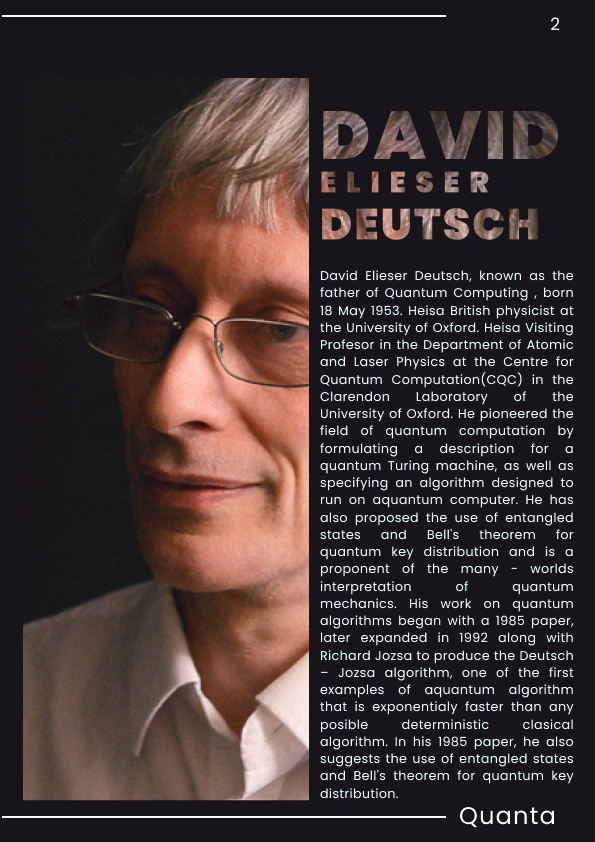 2
DAVID
ELIESER
DEUTSCH
David Elieser Deutsch, known as the
father of Quantum Computing , born
18 May 1953. Heisa British physicist at
the University of Oxford. Heisa Visiting
Profesor in the Department of Atomic
and Laser Physics at the Centre for
Quantum Computation(CQC) in the
Clarendon Laboratory of the
University of Oxford. He pioneered the
field of quantum computation by
formulating a description for a
quantum Turing machine, as well as
specifying an algorithm designed to
run on aquantum computer. He has
also proposed the use of entangled
states and Bell's theorem for
quantum key distribution and is a
proponent of the many - worlds
interpretation of quantum
mechanics. His work on quantum
algorithms began with a 1985 paper,
later expanded in 1992 along with
Richard Jozsa to produce the Deutsch
– Jozsa algorithm, one of the first
examples of aquantum algorithm
that is exponentialy faster than any
posible deterministic clasical
algorithm. In his 1985 paper, he also
suggests the use of entangled states
and Bell's theorem for quantum key
distribution.
Quanta